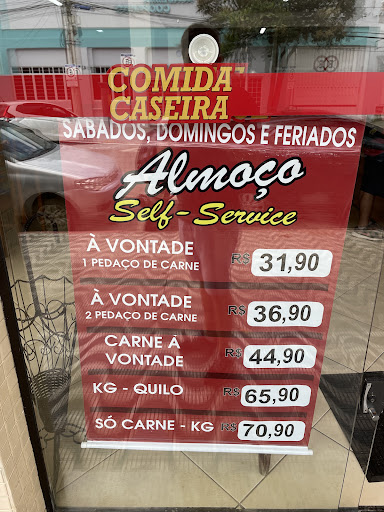 COMIDA
CASEIRA
SÁBADOS, DOMINGOS E FERIADOS
Almoço
Self-Service
À VONTADE
1 PEDAÇO DE CARNE
R$ 31,90
À VONTADE
2 PEDAÇO DE CARNE
R$ 36,90
CARNE À
VONTADE
R$ 44,90
KG - QUILO
R$ 65,90
SÓ CARNE - KG
R$ 70,90